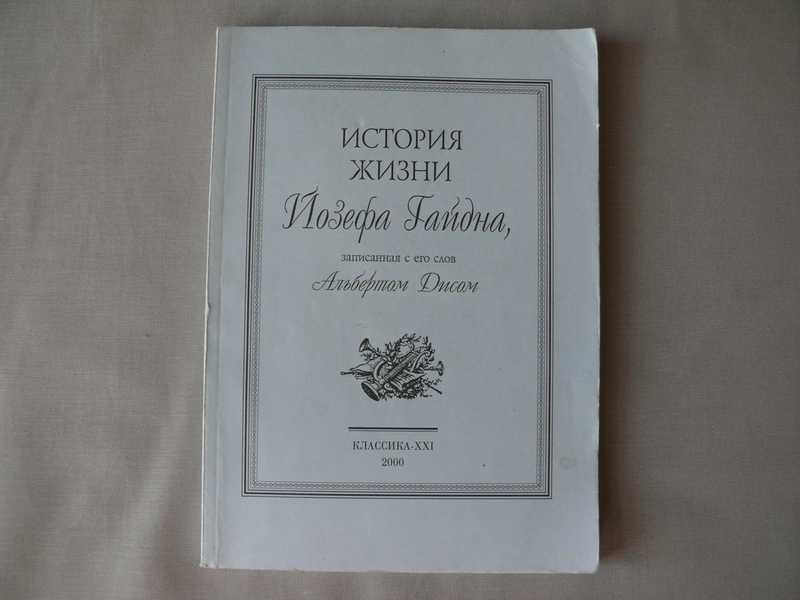 ИСТОРИЯ
ЖИЗНИ
Йозефа Гайдна,
записанная с его слов
Альбертом Дисом
КЛАССИКА-XXI
2000